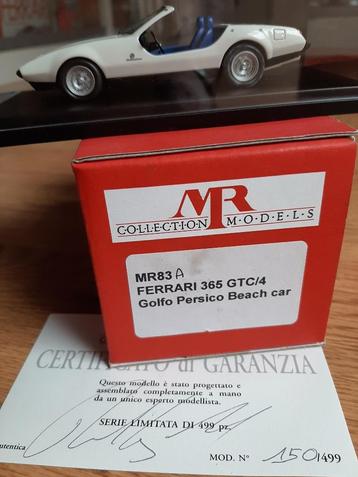 MR
COLLECTION MODELS
MR83 A
FERRARI 365 GTC/4
Golfo Persico Beach car
CERTIFICATO di GARANZIA
Questo modello è stato progettato e
assemblato completamente a mano
da un unico esperto modellista.
SERIE LIMITATA DI 499 pz.
autentica
MOD. N° 150/499